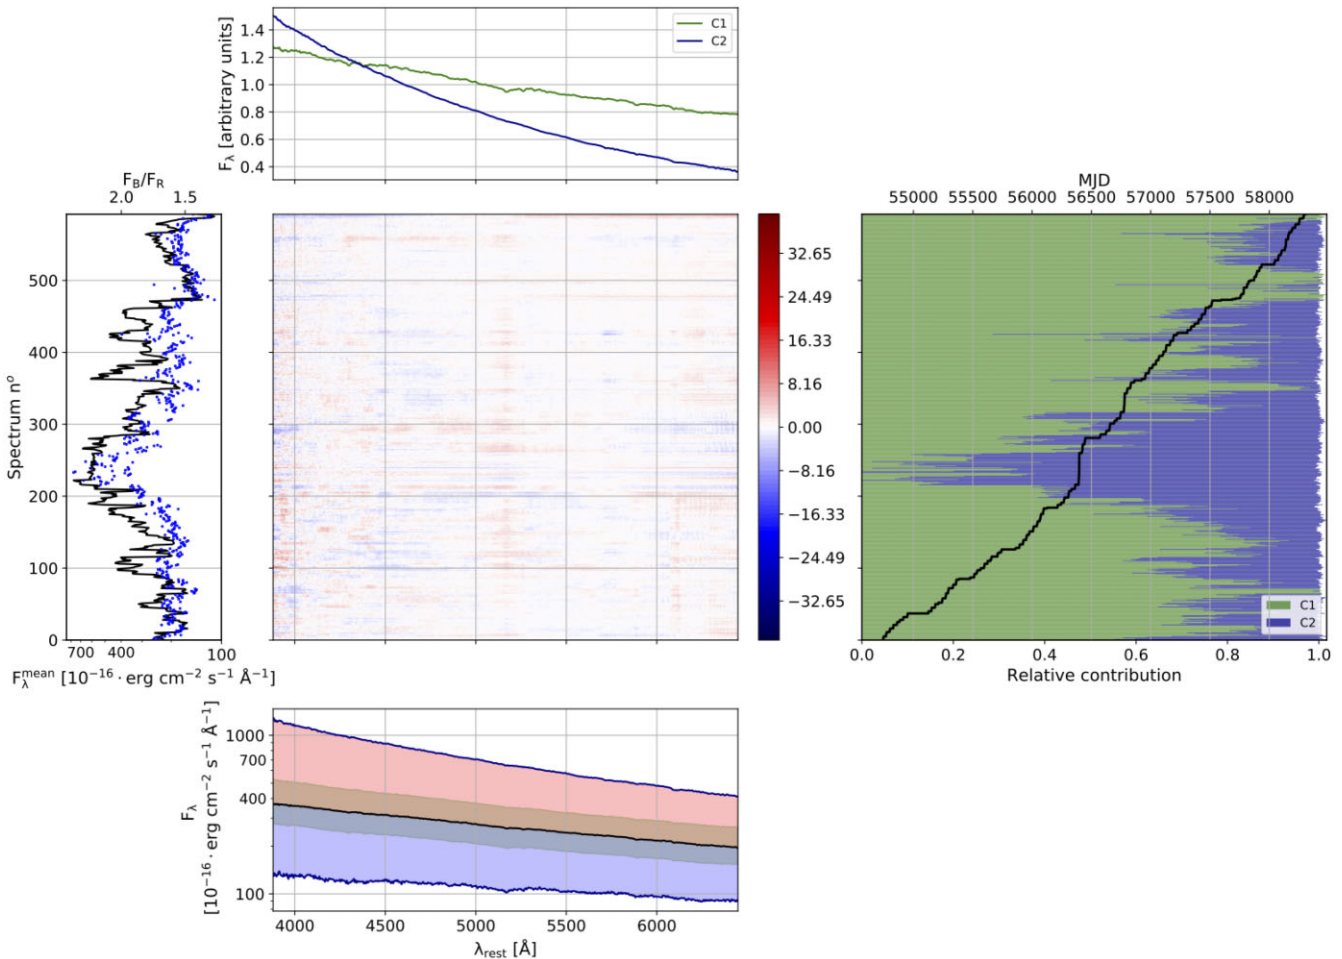 F_λ [arbitrary units]
1.4
1.2
1.0
0.8
0.6
0.4
C1
C2
F_B/F_R
2.0 1.5
Spectrum nº
500
400
300
200
100
0
700 400 100
F_λ^mean [10⁻¹⁶ · erg cm⁻² s⁻¹ Å⁻¹]
32.65
24.49
16.33
8.16
0.00
−8.16
−16.33
−24.49
−32.65
MJD
55000 55500 56000 56500 57000 57500 58000
C1
C2
0.0 0.2 0.4 0.6 0.8 1.0
Relative contribution
F_λ
[10⁻¹⁶ · erg cm⁻² s⁻¹ Å⁻¹]
1000
700
400
100
4000 4500 5000 5500 6000
λ_rest [Å]